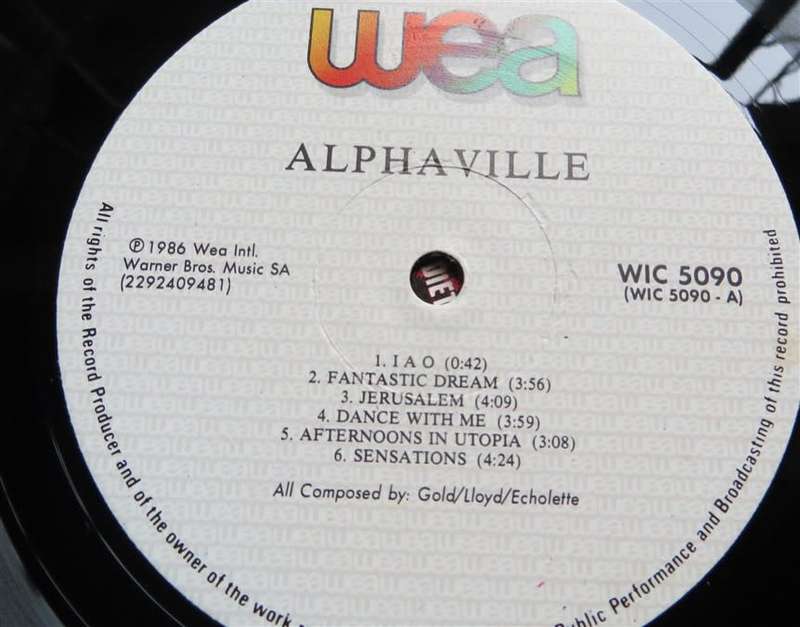 wea
ALPHAVILLE
℗ 1986 Wea Intl.
Warner Bros. Music SA
(2292409481)
WIC 5090
(WIC 5090 - A)
1. I A O (0:42)
2. FANTASTIC DREAM (3:56)
3. JERUSALEM (4:09)
4. DANCE WITH ME (3:59)
5. AFTERNOONS IN UTOPIA (3:08)
6. SENSATIONS (4:24)
All Composed by: Gold/Lloyd/Echolette
All rights of the Record Producer and of the owner of the work
Public Performance and Broadcasting of this record prohibited